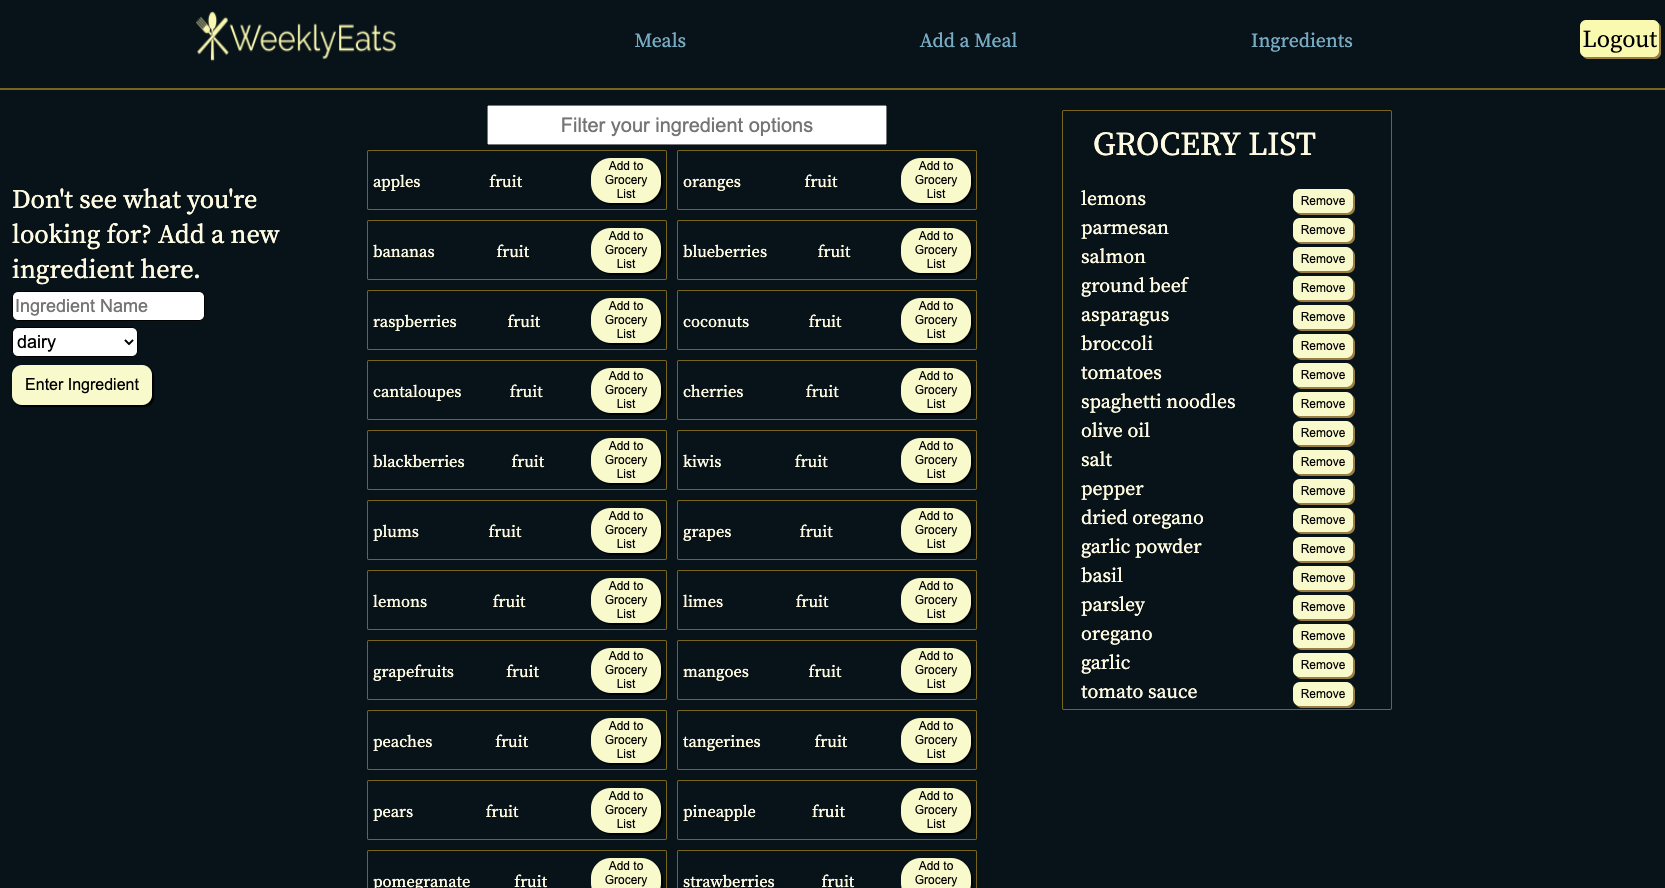 WeeklyEats
Meals
Add a Meal
Ingredients
Logout
Don't see what you're
looking for? Add a new
ingredient here.
Ingredient Name
dairy
Enter Ingredient
Filter your ingredient options
apples fruit Add to Grocery List
oranges fruit Add to Grocery List
bananas fruit Add to Grocery List
blueberries fruit Add to Grocery List
raspberries fruit Add to Grocery List
coconuts fruit Add to Grocery List
cantaloupes fruit Add to Grocery List
cherries fruit Add to Grocery List
blackberries fruit Add to Grocery List
kiwis fruit Add to Grocery List
plums fruit Add to Grocery List
grapes fruit Add to Grocery List
lemons fruit Add to Grocery List
limes fruit Add to Grocery List
grapefruits fruit Add to Grocery List
mangoes fruit Add to Grocery List
peaches fruit Add to Grocery List
tangerines fruit Add to Grocery List
pears fruit Add to Grocery List
pineapple fruit Add to Grocery List
pomegranate fruit Add to Grocery
strawberries fruit Add to Grocery
GROCERY LIST
lemons Remove
parmesan Remove
salmon Remove
ground beef Remove
asparagus Remove
broccoli Remove
tomatoes Remove
spaghetti noodles Remove
olive oil Remove
salt Remove
pepper Remove
dried oregano Remove
garlic powder Remove
basil Remove
parsley Remove
oregano Remove
garlic Remove
tomato sauce Remove